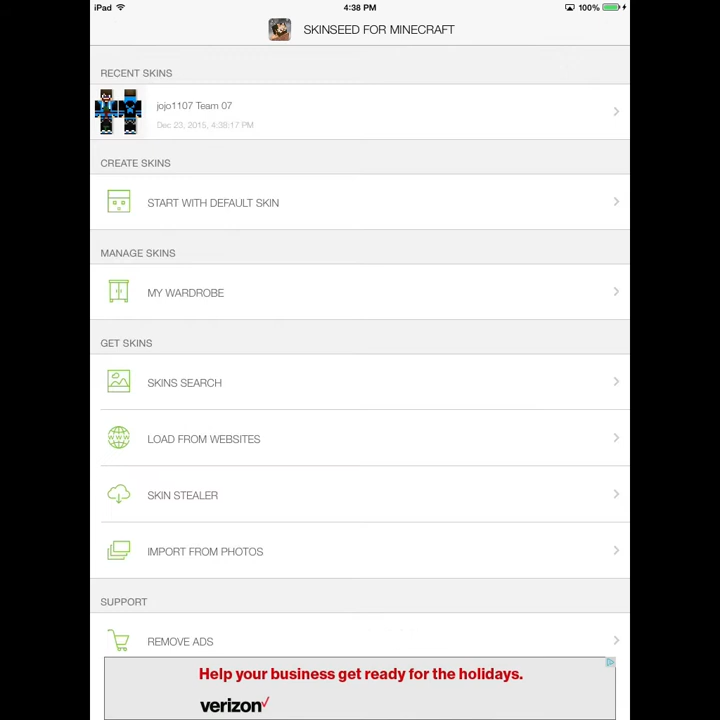 iPad 4:38 PM 100%
SKINSEED FOR MINECRAFT
RECENT SKINS
jojo1107 Team 07
Dec 23, 2015, 4:38:17 PM
CREATE SKINS
START WITH DEFAULT SKIN
MANAGE SKINS
MY WARDROBE
GET SKINS
SKINS SEARCH
WWW LOAD FROM WEBSITES
SKIN STEALER
IMPORT FROM PHOTOS
SUPPORT
REMOVE ADS
Help your business get ready for the holidays.
verizon✓